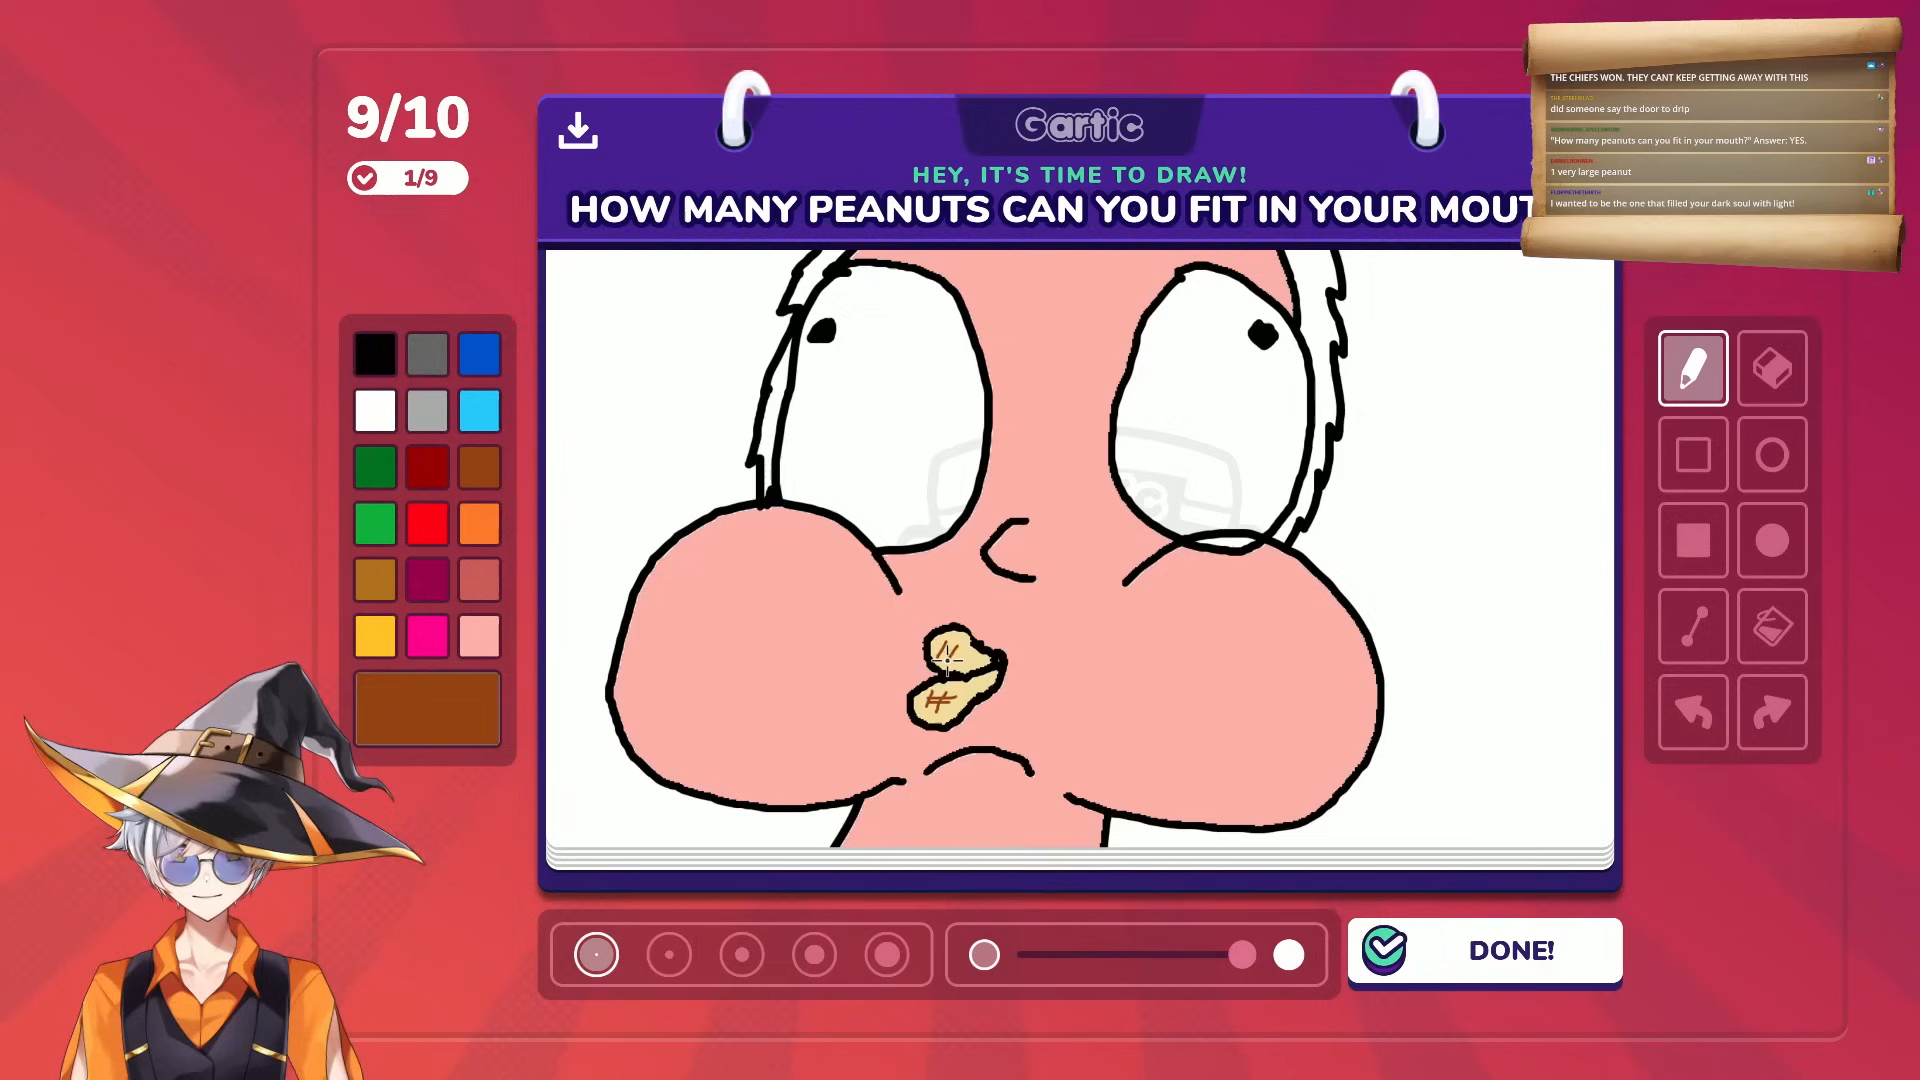 9/10
1/9
Gartic
HEY, IT'S TIME TO DRAW!
HOW MANY PEANUTS CAN YOU FIT IN YOUR MOUT
THE CHIEFS WON. THEY CANT KEEP GETTING AWAY WITH THIS
did someone say the door to drip
"How many peanuts can you fit in your mouth?" Answer: YES.
1 very large peanut
I wanted to be the one that filled your dark soul with light!
DONE!